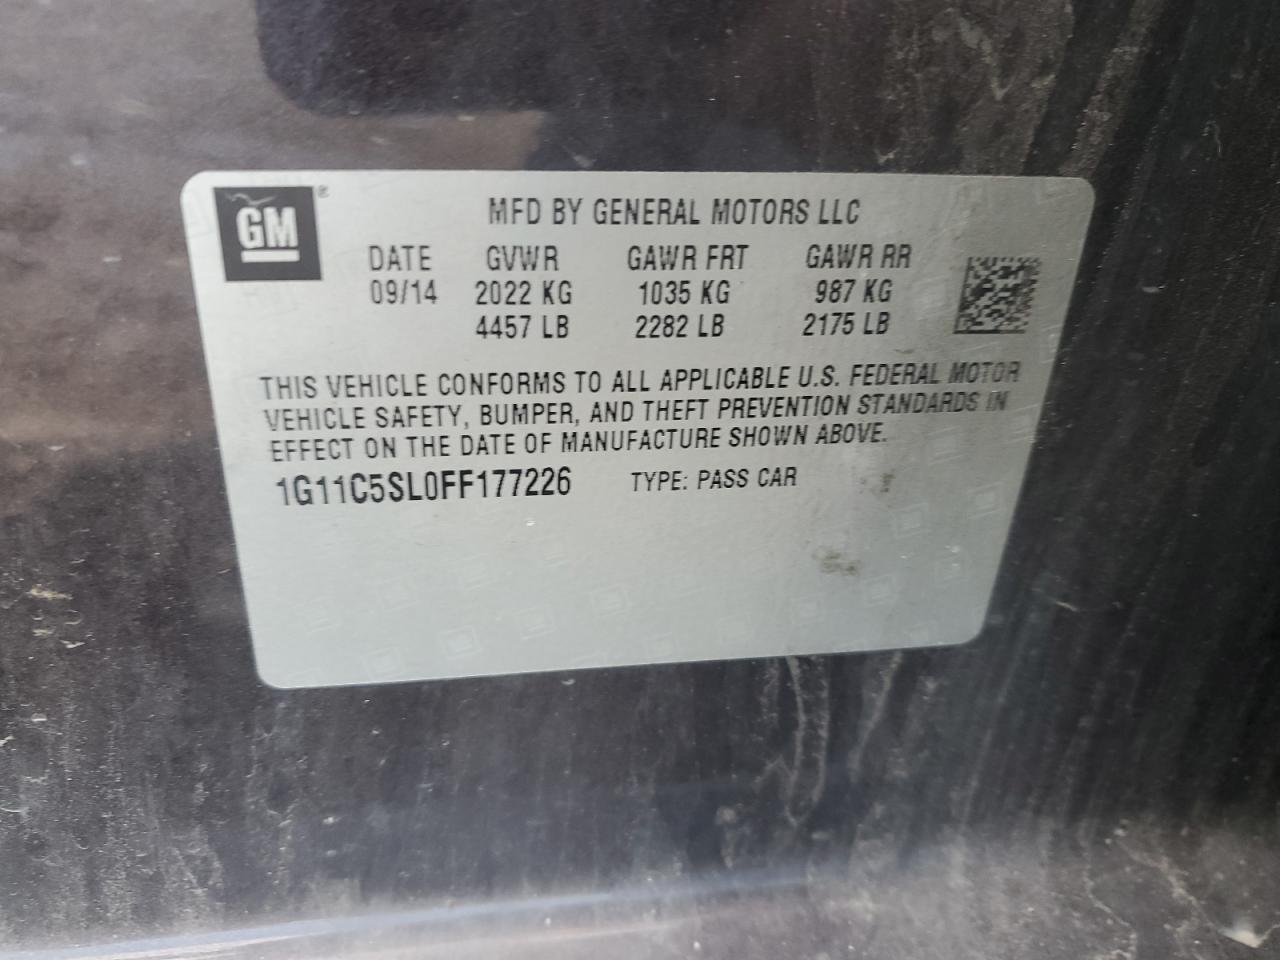 GM ®
MFD BY GENERAL MOTORS LLC
DATE GVWR GAWR FRT GAWR RR
09/14 2022 KG 1035 KG 987 KG
4457 LB 2282 LB 2175 LB
THIS VEHICLE CONFORMS TO ALL APPLICABLE U.S. FEDERAL MOTOR
VEHICLE SAFETY, BUMPER, AND THEFT PREVENTION STANDARDS IN
EFFECT ON THE DATE OF MANUFACTURE SHOWN ABOVE.
1G11C5SL0FF177226 TYPE: PASS CAR